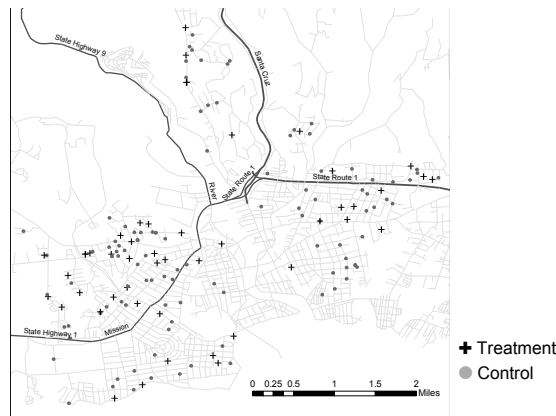 State Highway 9
Santa Cruz
River
State Route 1
State Route 1
Mission
State Highway 1
Treatment
Control
0 0.25 0.5 1 1.5 2
Miles